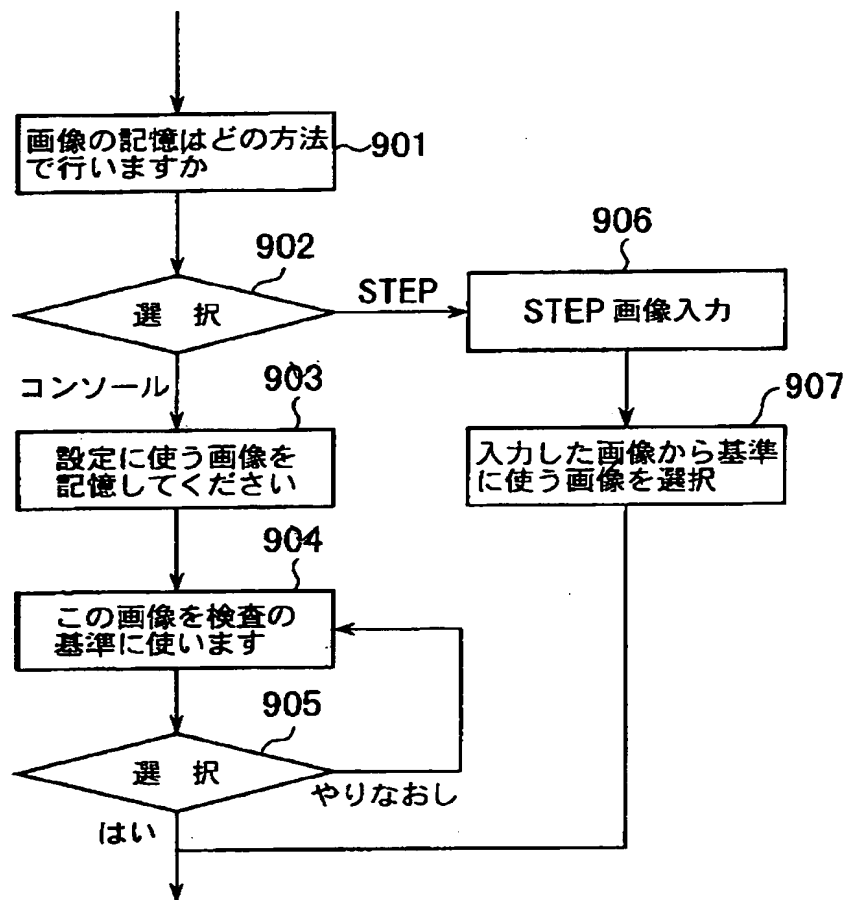 画像の記憶はどの方法
で行いますか
901
902
選 択
STEP
コンソール
903
設定に使う画像を
記憶してください
904
この画像を検査の
基準に使います
905
選 択
やりなおし
はい
906
STEP 画像入力
907
入力した画像から基準
に使う画像を選択